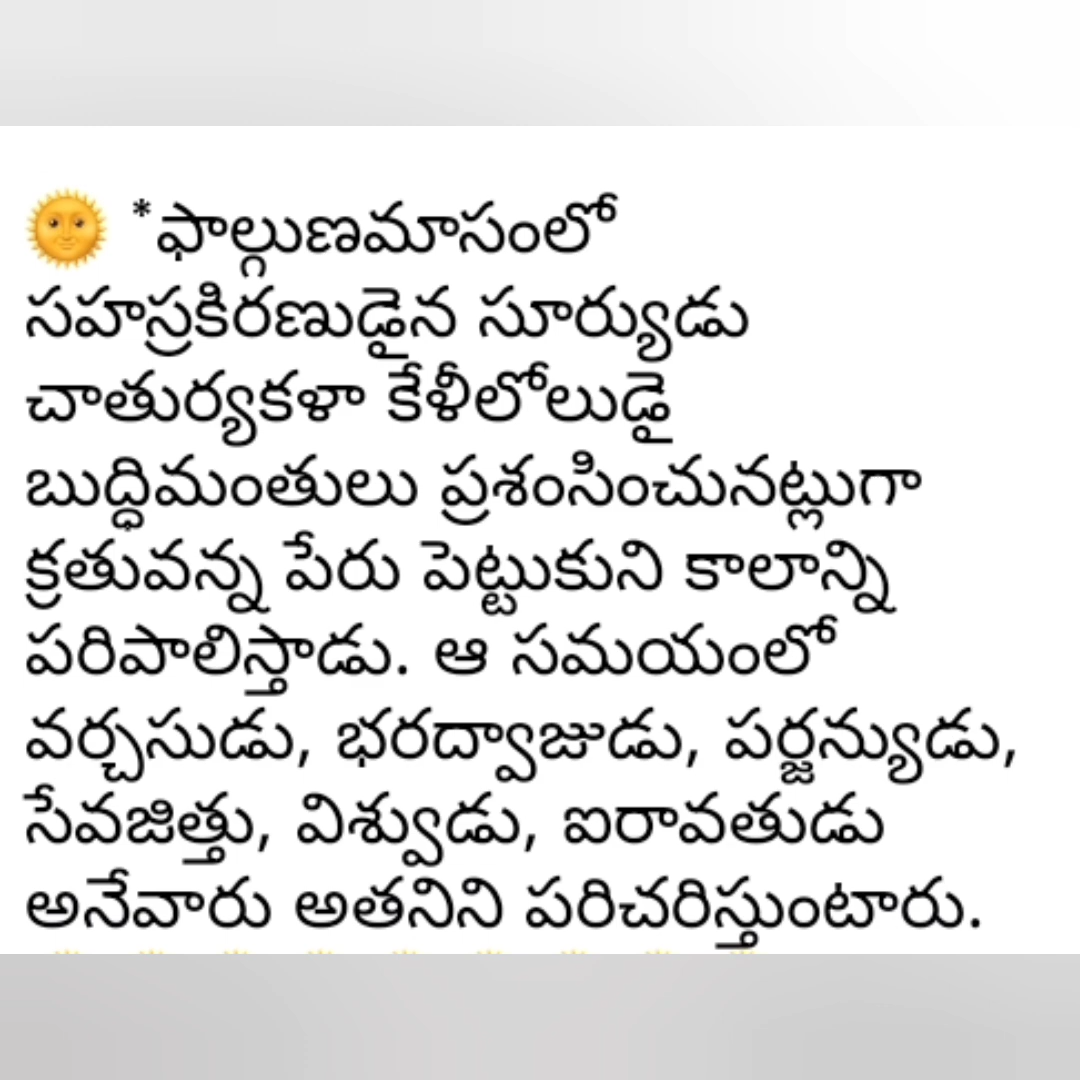 🌞 *ఫాల్గుణమాసంలో
సహస్రకిరణుడైన సూర్యుడు
చాతుర్యకళా కేళీలోలుడై
బుద్ధిమంతులు ప్రశంసించునట్లుగా
క్రతువన్న పేరు పెట్టుకుని కాలాన్ని
పరిపాలిస్తాడు. ఆ సమయంలో
వర్చసుడు, భరద్వాజుడు, పర్జన్యుడు,
సేవజిత్తు, విశ్వుడు, ఐరావతుడు
అనేవారు అతనిని పరిచరిస్తుంటారు.